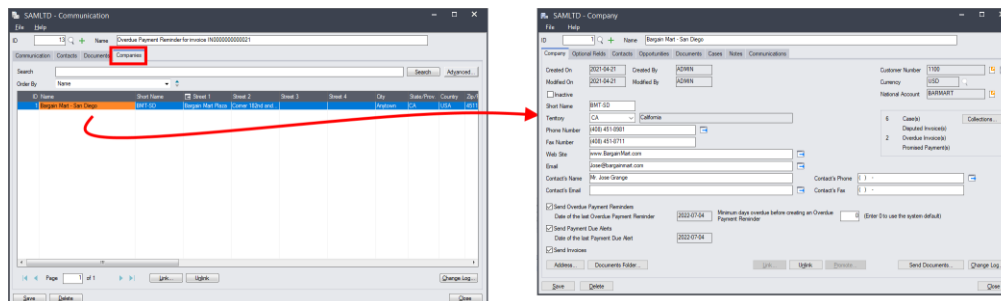 SAMLTD - Communication
File Help
ID 13 Name Overdue Payment Reminder for invoice IN0000000000021
Communication Contacts Documents Companies
Search Search Advanced...
Order By Name
ID Name Short Name Street 1 Street 2 Street 3 Street 4 City State/Prov. Country Zip/
1 Bargain Mart - San Diego BMT-SD Bargain Mart Plaza Corner 182nd and Anytown CA USA
Page 1 of 1 Link... Unlink Change Log...
Save Delete Close
SAMLTD - Company
File Help
ID 1 Name Bargain Mart - San Diego
Company Optional Fields Contacts Opportunities Documents Cases Notes Communications
Created On 2021-04-21 Created By ADMIN Customer Number 1100
Modified On 2021-04-21 Modified By ADMIN Currency USD
Inactive National Account BARMART
Short Name BMT-SD
Territory CA California 6 Case(s) Collections...
Phone Number (408) 451-8981 Disputed Invoice(s)
Fax Number (408) 451-8711 2 Overdue Invoice(s)
Web Site www.BargainMart.com Promised Payment(s)
Email Jose@bargainmart.com
Contact's Name Mr. Jose Grange Contact's Phone ( ) -
Contact's Email Contact's Fax ( ) -
Send Overdue Payment Reminders
Date of the last Overdue Payment Reminder 2022-07-04 Minimum days overdue before creating an Overdue Payment Reminder 0 (Enter 0 to use the system default)
Send Payment Due Alerts
Date of the last Payment Due Alert 2022-07-04
Send Invoices
Address... Documents Folder... Link... Unlink Promote Send Documents... Change Log
Save Delete Close